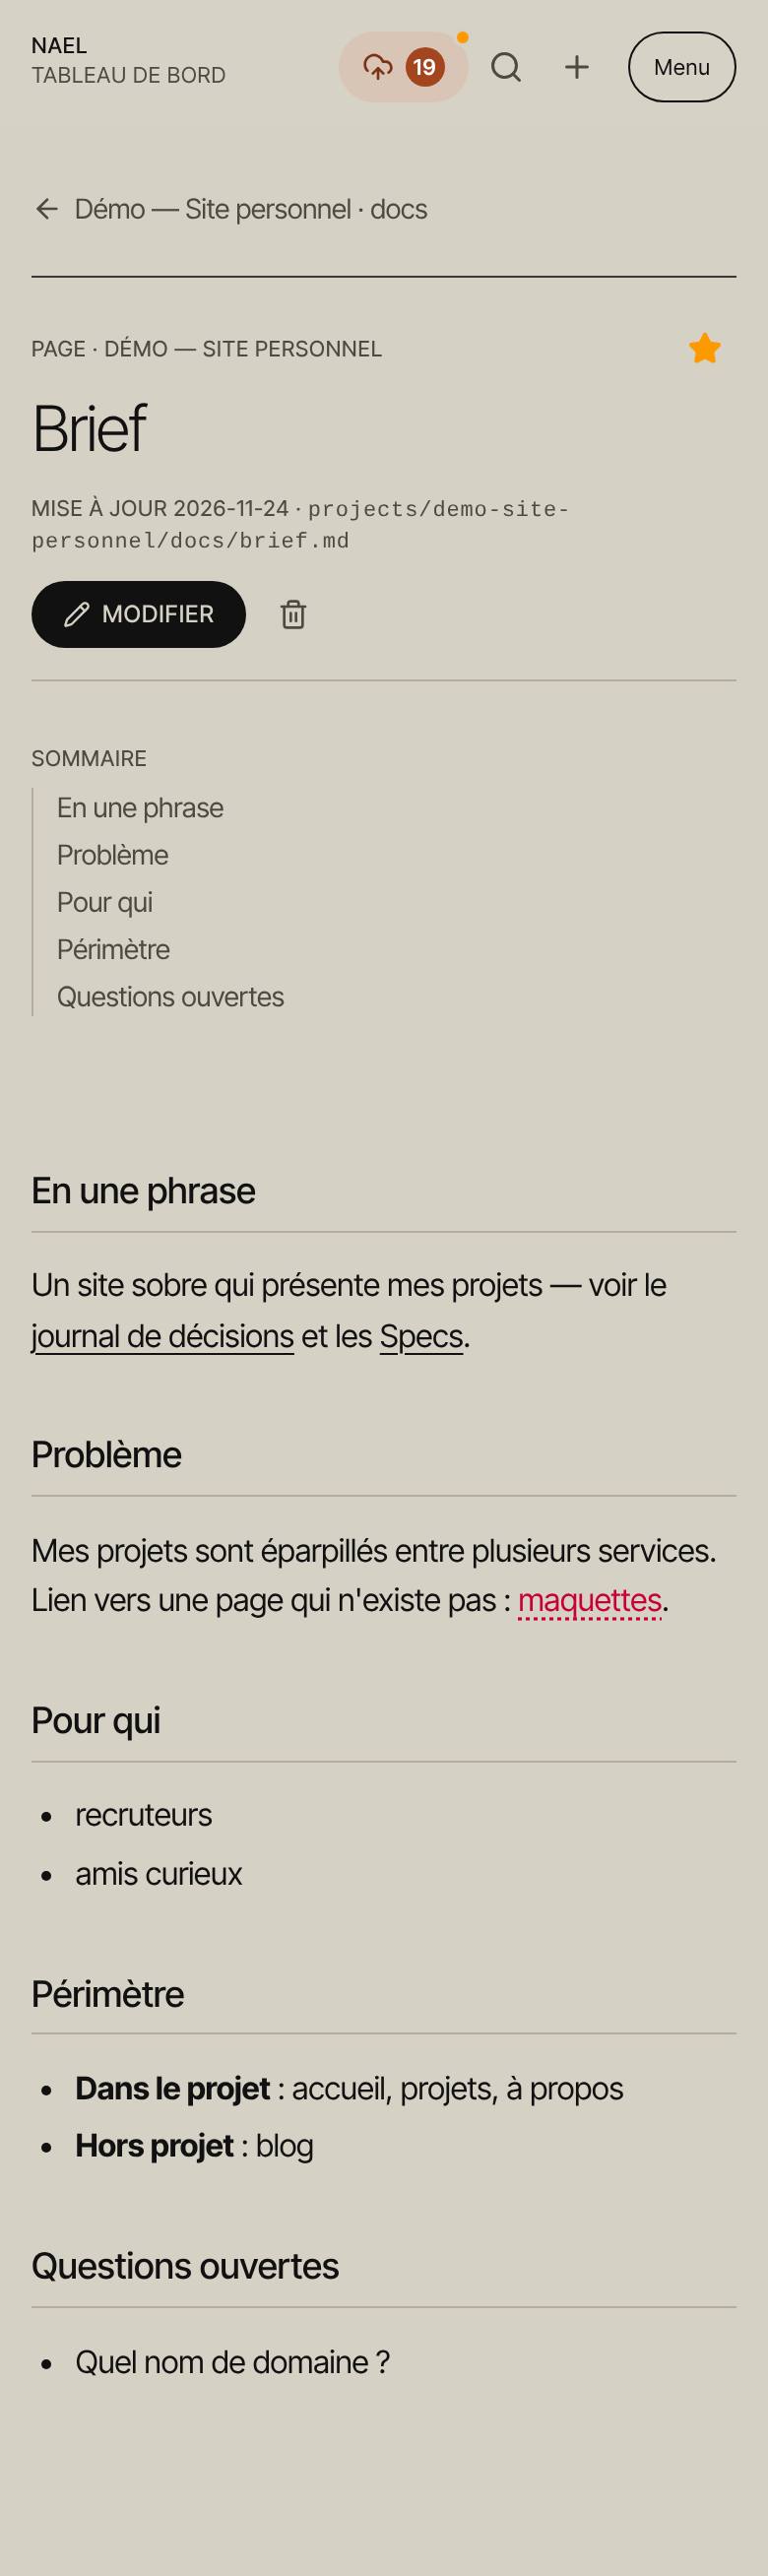 NAEL
TABLEAU DE BORD
19
Menu
Démo — Site personnel · docs
PAGE · DÉMO — SITE PERSONNEL
Brief
MISE À JOUR 2026-11-24 · projects/demo-site-
personnel/docs/brief.md
MODIFIER
SOMMAIRE
En une phrase
Problème
Pour qui
Périmètre
Questions ouvertes
En une phrase
Un site sobre qui présente mes projets — voir le
journal de décisions et les Specs.
Problème
Mes projets sont éparpillés entre plusieurs services.
Lien vers une page qui n'existe pas : maquettes.
Pour qui
• recruteurs
• amis curieux
Périmètre
• Dans le projet : accueil, projets, à propos
• Hors projet : blog
Questions ouvertes
• Quel nom de domaine ?